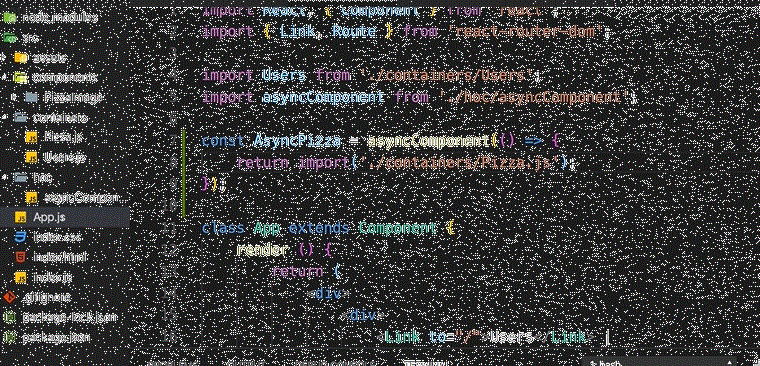 node_modules
src
assets
components
PizzaImage
containers
Pizza.js
Users.js
hoc
asyncCompon
App.js
index.css
index.html
index.js
.gitignore
package-lock.json
package.json
import React, { Component } from 'react';
import { Link, Route } from 'react-router-dom';
import Users from './containers/Users';
import asyncComponent from './hoc/asyncComponent';
const AsyncPizza = asyncComponent(() => {
return import('./containers/Pizza.js');
});
class App extends Component {
render () {
return (
<div>
<div>
<Link to="/">Users</Link> |
1: bash